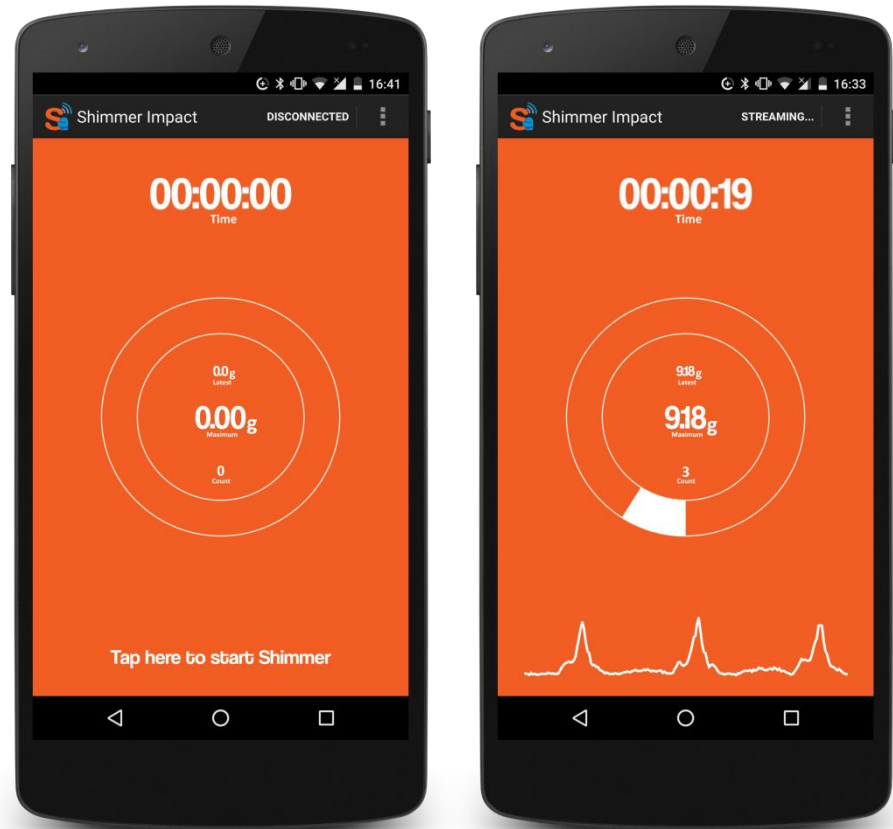 16:41
Shimmer Impact DISCONNECTED
00:00:00
Time
0.0g
Latest
0.00g
Maximum
0
Count
Tap here to start Shimmer
16:33
Shimmer Impact STREAMING...
00:00:19
Time
9.18g
Latest
9.18g
Maximum
3
Count